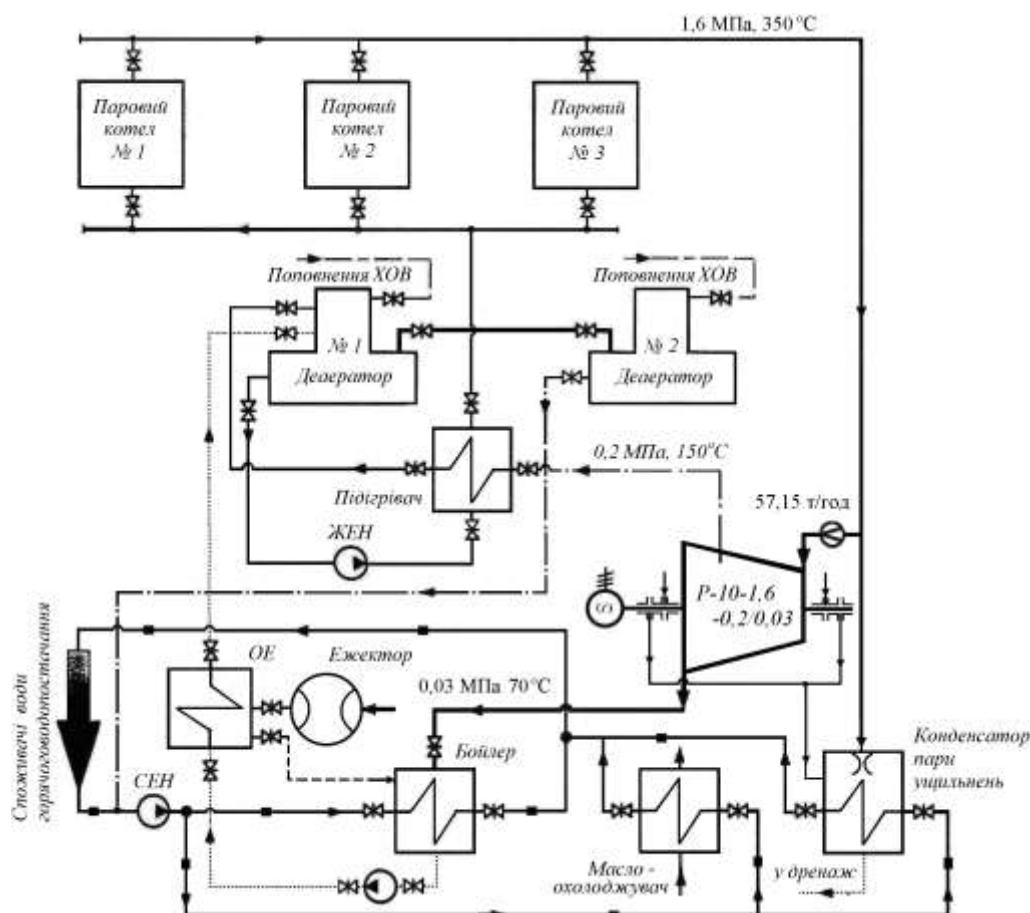 1,6 МПа, 350 °С
Паровий
котел
№ 1
Паровий
котел
№ 2
Паровий
котел
№ 3
Поповнення ХОВ
Поповнення ХОВ
№ 1
Деаератор
№ 2
Деаератор
0,2 МПа, 150°С
Підігрівач
57,15 т/год
ЖЕН
Р-10-1,6
-0,2/0,03
ОЕ
Ежектор
0,03 МПа 70 °С
Бойлер
Конденсатор
пари
ущільнень
Споживачі води
горячоговодопостачання
СЕН
Масло -
охолоджувач
у дренаж